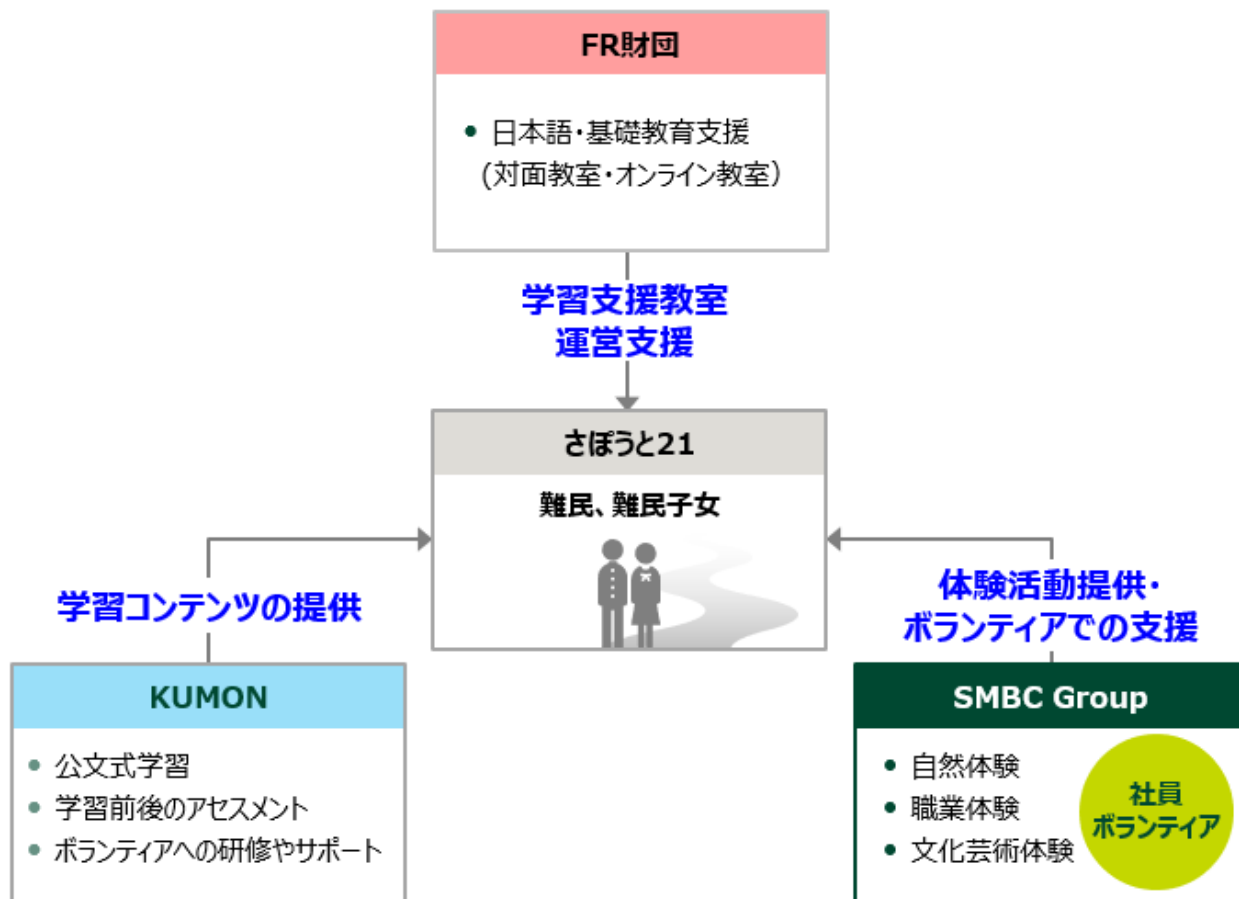 FR財団
• 日本語・基礎教育支援
(対面教室・オンライン教室）
学習支援教室
運営支援
さぽうと21
難民、難民子女
学習コンテンツの提供
体験活動提供・
ボランティアでの支援
KUMON
• 公文式学習
• 学習前後のアセスメント
• ボランティアへの研修やサポート
SMBC Group
• 自然体験
• 職業体験
• 文化芸術体験
社員
ボランティア